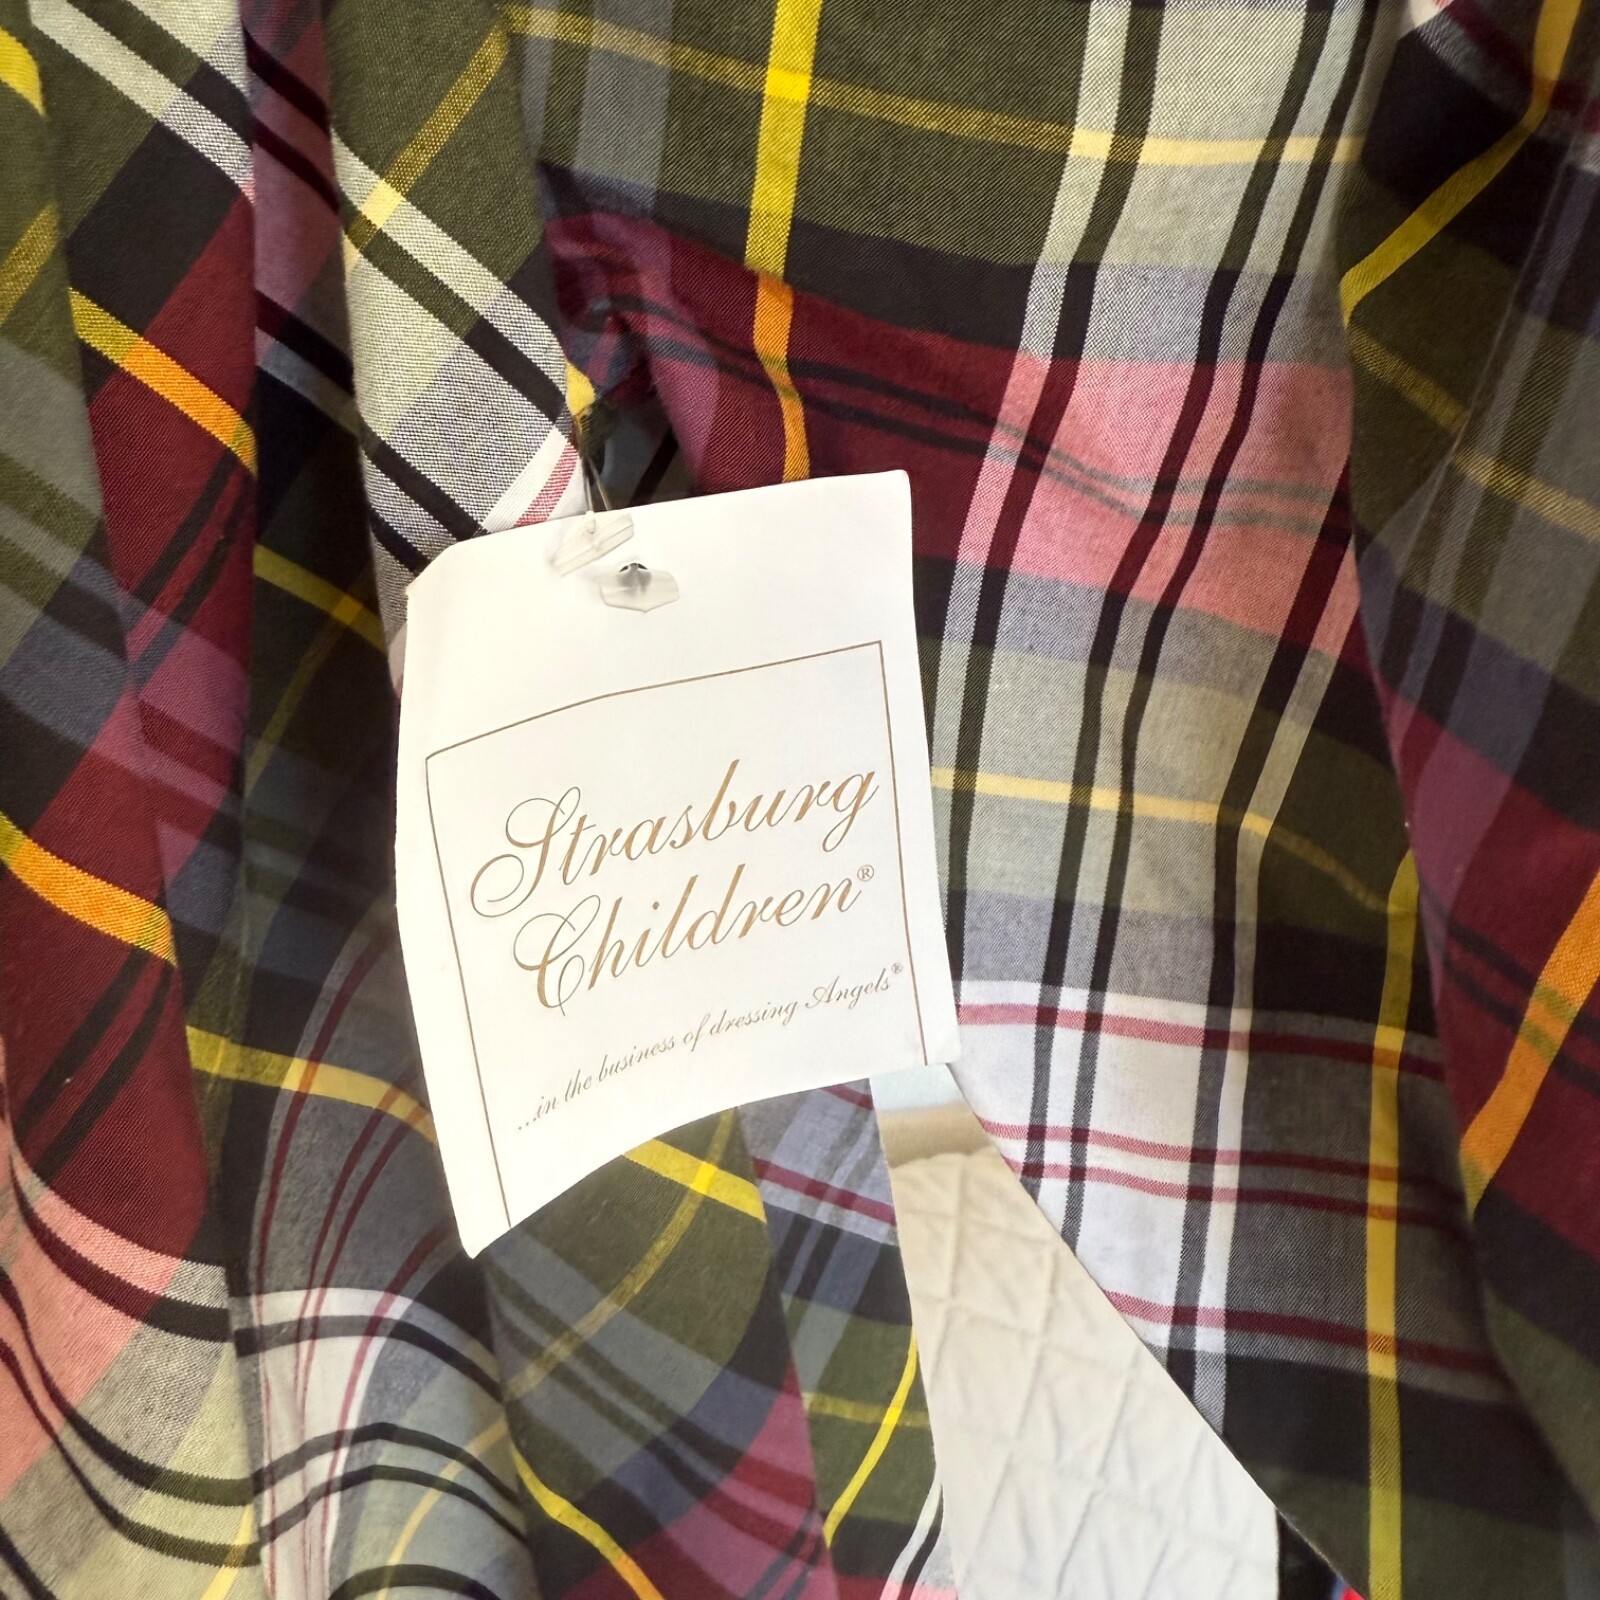 Strasburg
Children®
...in the business of dressing Angels®